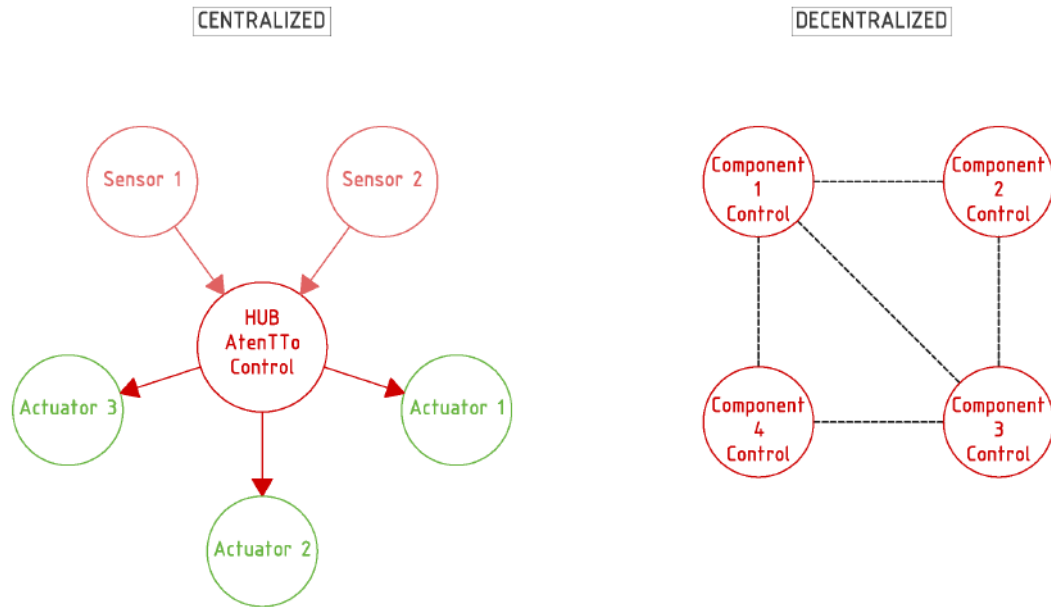 CENTRALIZED
DECENTRALIZED
Sensor 1
Sensor 2
HUB
AtenTTo
Control
Actuator 3
Actuator 1
Actuator 2
Component
1
Control
Component
2
Control
Component
4
Control
Component
3
Control